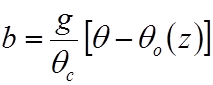 b = g/θ_c [θ − θ_o(z)]